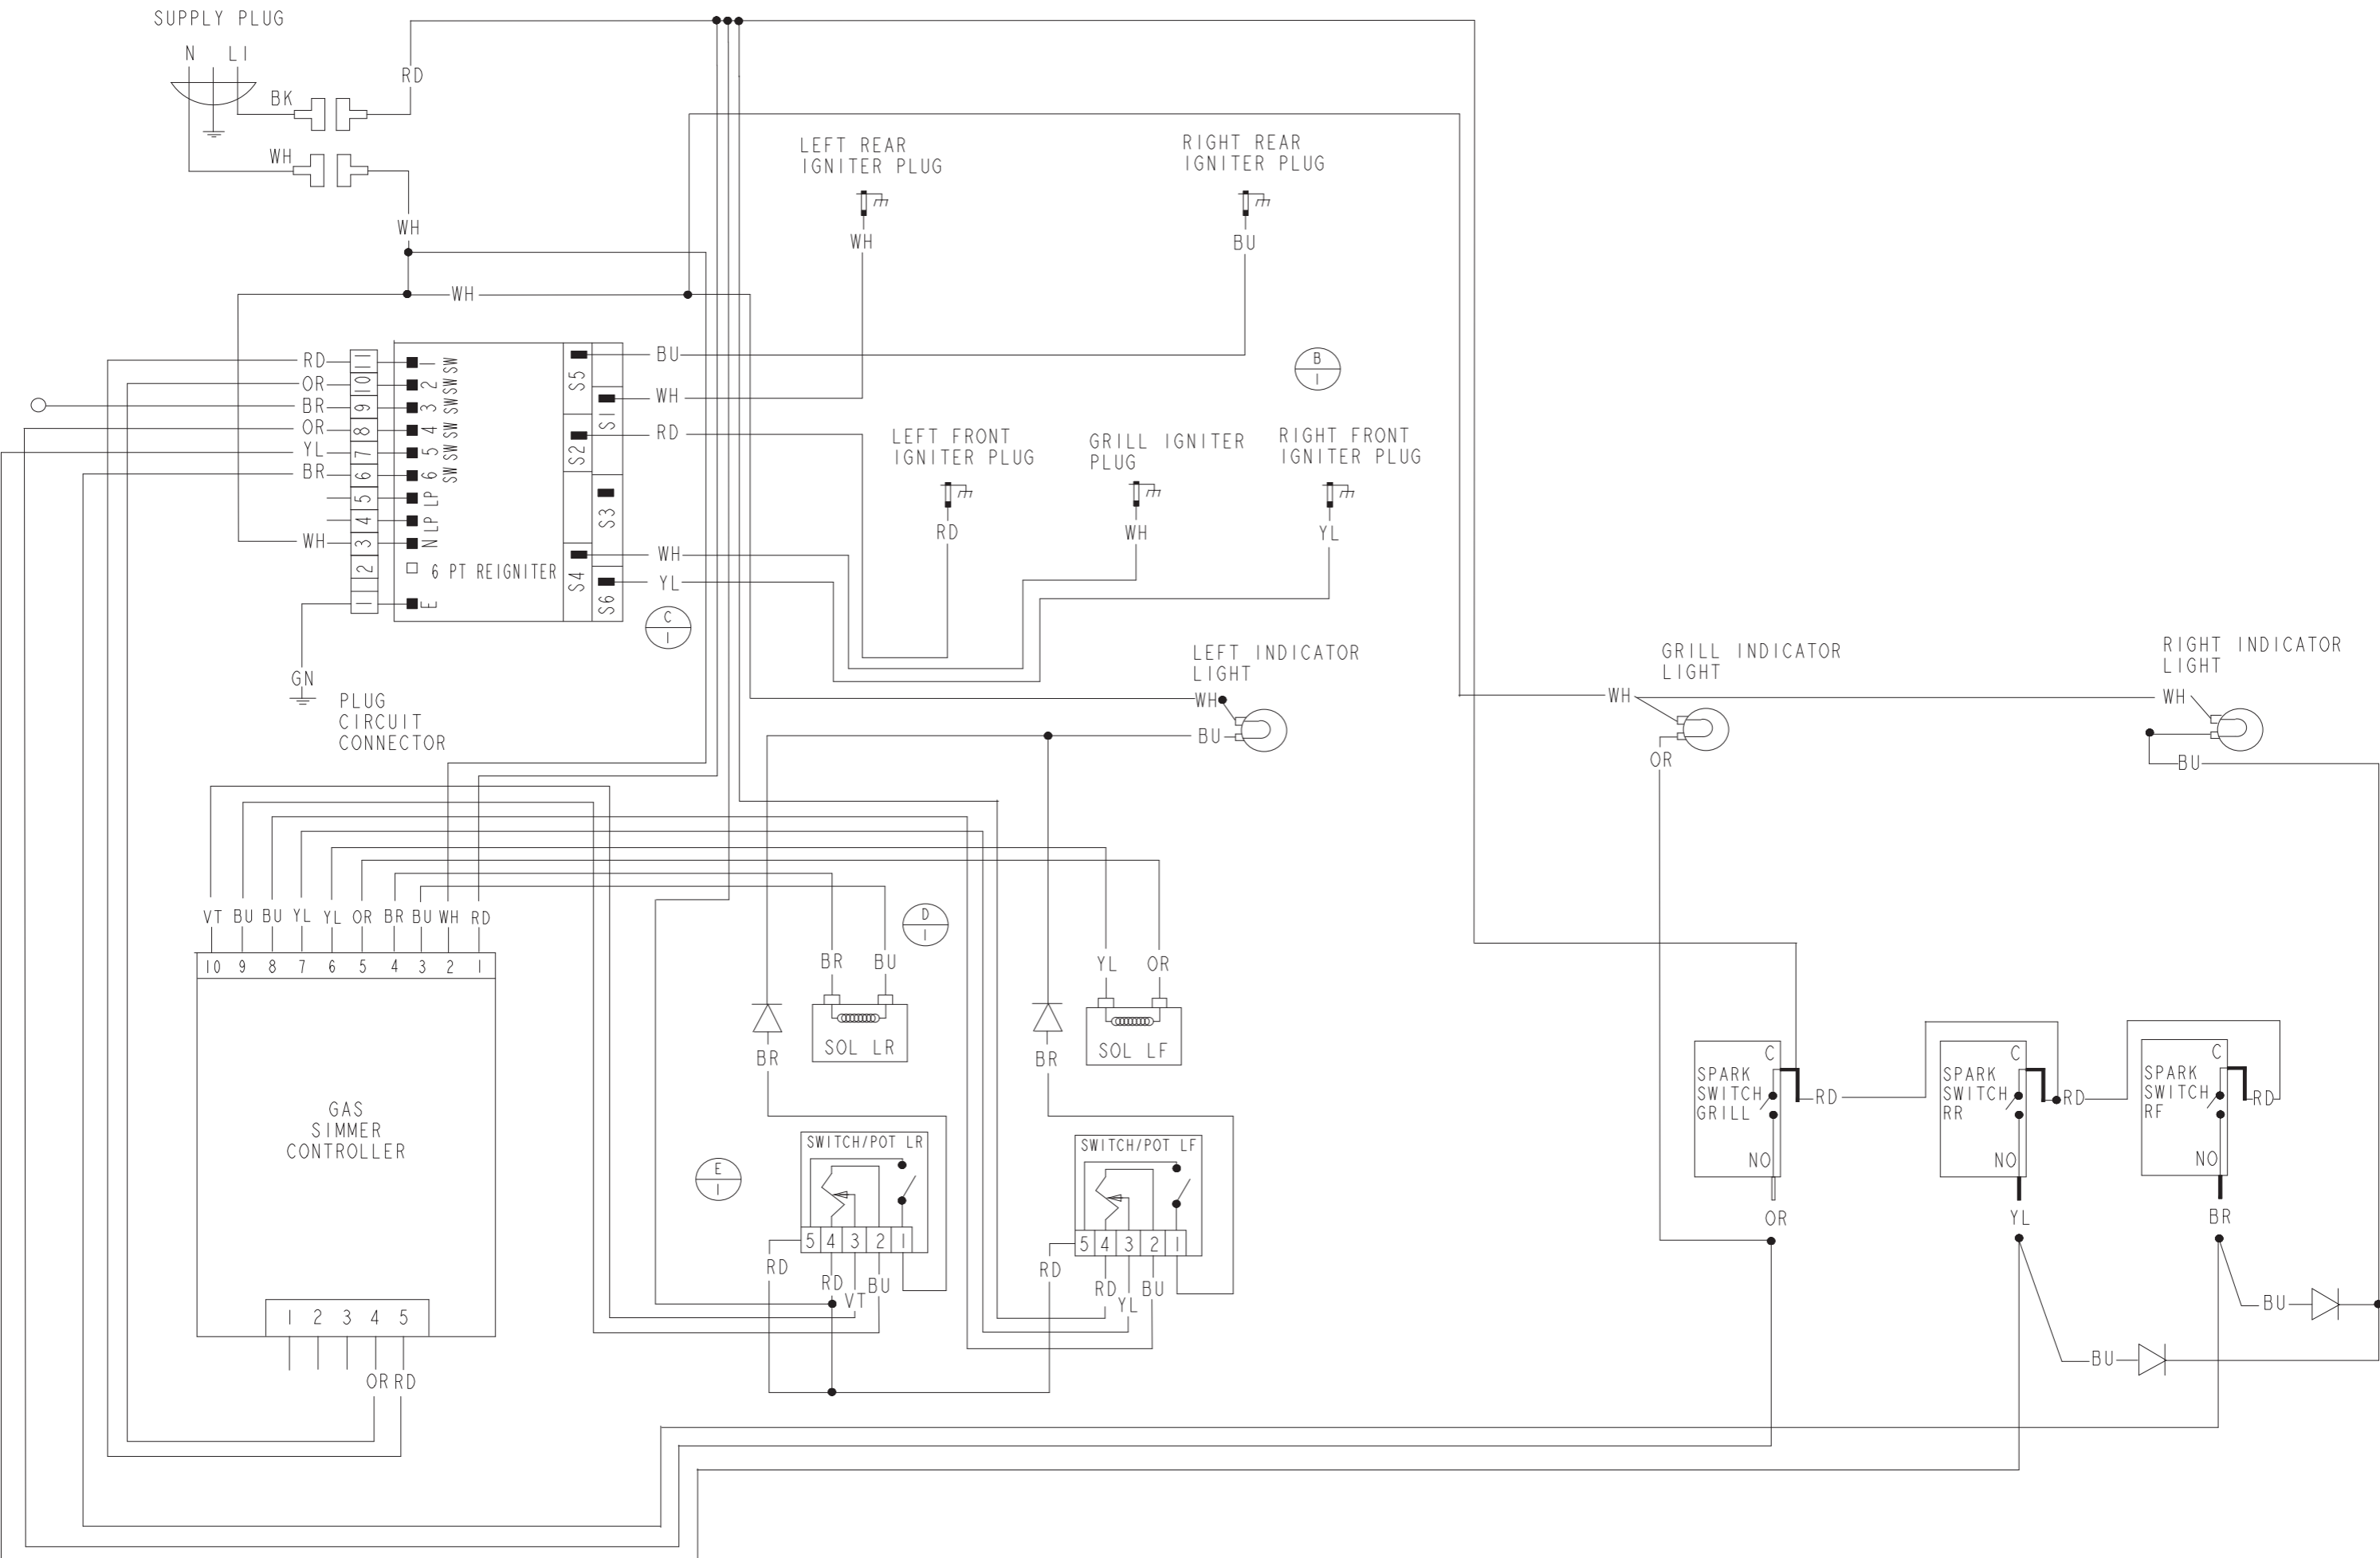 SUPPLY PLUG
N LI
BK
RD
WH
WH
WH
LEFT REAR
IGNITER PLUG
WH
RIGHT REAR
IGNITER PLUG
BU
RD 11 1 SW
OR 10 2 SW
BR 9 3 SW
OR 8 4 SW
YL 7 5 SW
BR 6 6 SW
5 LP
4 LP
WH 3 N
2
1 E
6 PT REIGNITER
S5
S1
S2
S3
S4
S6
BU
WH
RD
WH
YL
B
1
C
1
LEFT FRONT
IGNITER PLUG
RD
GRILL IGNITER
PLUG
WH
RIGHT FRONT
IGNITER PLUG
YL
GN
PLUG
CIRCUIT
CONNECTOR
LEFT INDICATOR
LIGHT
WH
BU
GRILL INDICATOR
LIGHT
WH
OR
RIGHT INDICATOR
LIGHT
WH
BU
VT BU BU YL YL OR BR BU WH RD
10 9 8 7 6 5 4 3 2 1
GAS
SIMMER
CONTROLLER
1 2 3 4 5
OR RD
D
1
BR BU
BR
SOL LR
YL OR
BR
SOL LF
E
1
SWITCH/POT LR
5 4 3 2 1
RD
RD
VT
BU
SWITCH/POT LF
5 4 3 2 1
RD
RD
YL
BU
C
SPARK
SWITCH
GRILL
NO
RD
OR
C
SPARK
SWITCH
RR
NO
RD
YL
C
SPARK
SWITCH
RF
NO
RD
BR
BU
BU